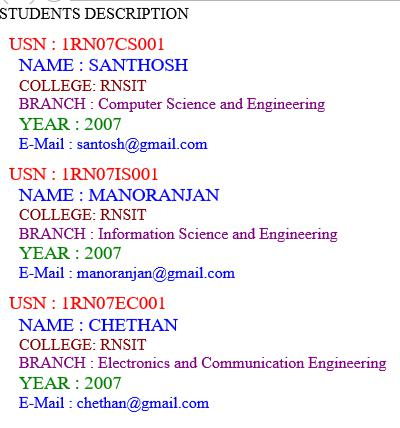 STUDENTS DESCRIPTION
USN : 1RN07CS001
NAME : SANTHOSH
COLLEGE: RNSIT
BRANCH : Computer Science and Engineering
YEAR : 2007
E-Mail : santosh@gmail.com
USN : 1RN07IS001
NAME : MANORANJAN
COLLEGE: RNSIT
BRANCH : Information Science and Engineering
YEAR : 2007
E-Mail : manoranjan@gmail.com
USN : 1RN07EC001
NAME : CHETHAN
COLLEGE: RNSIT
BRANCH : Electronics and Communication Engineering
YEAR : 2007
E-Mail : chethan@gmail.com